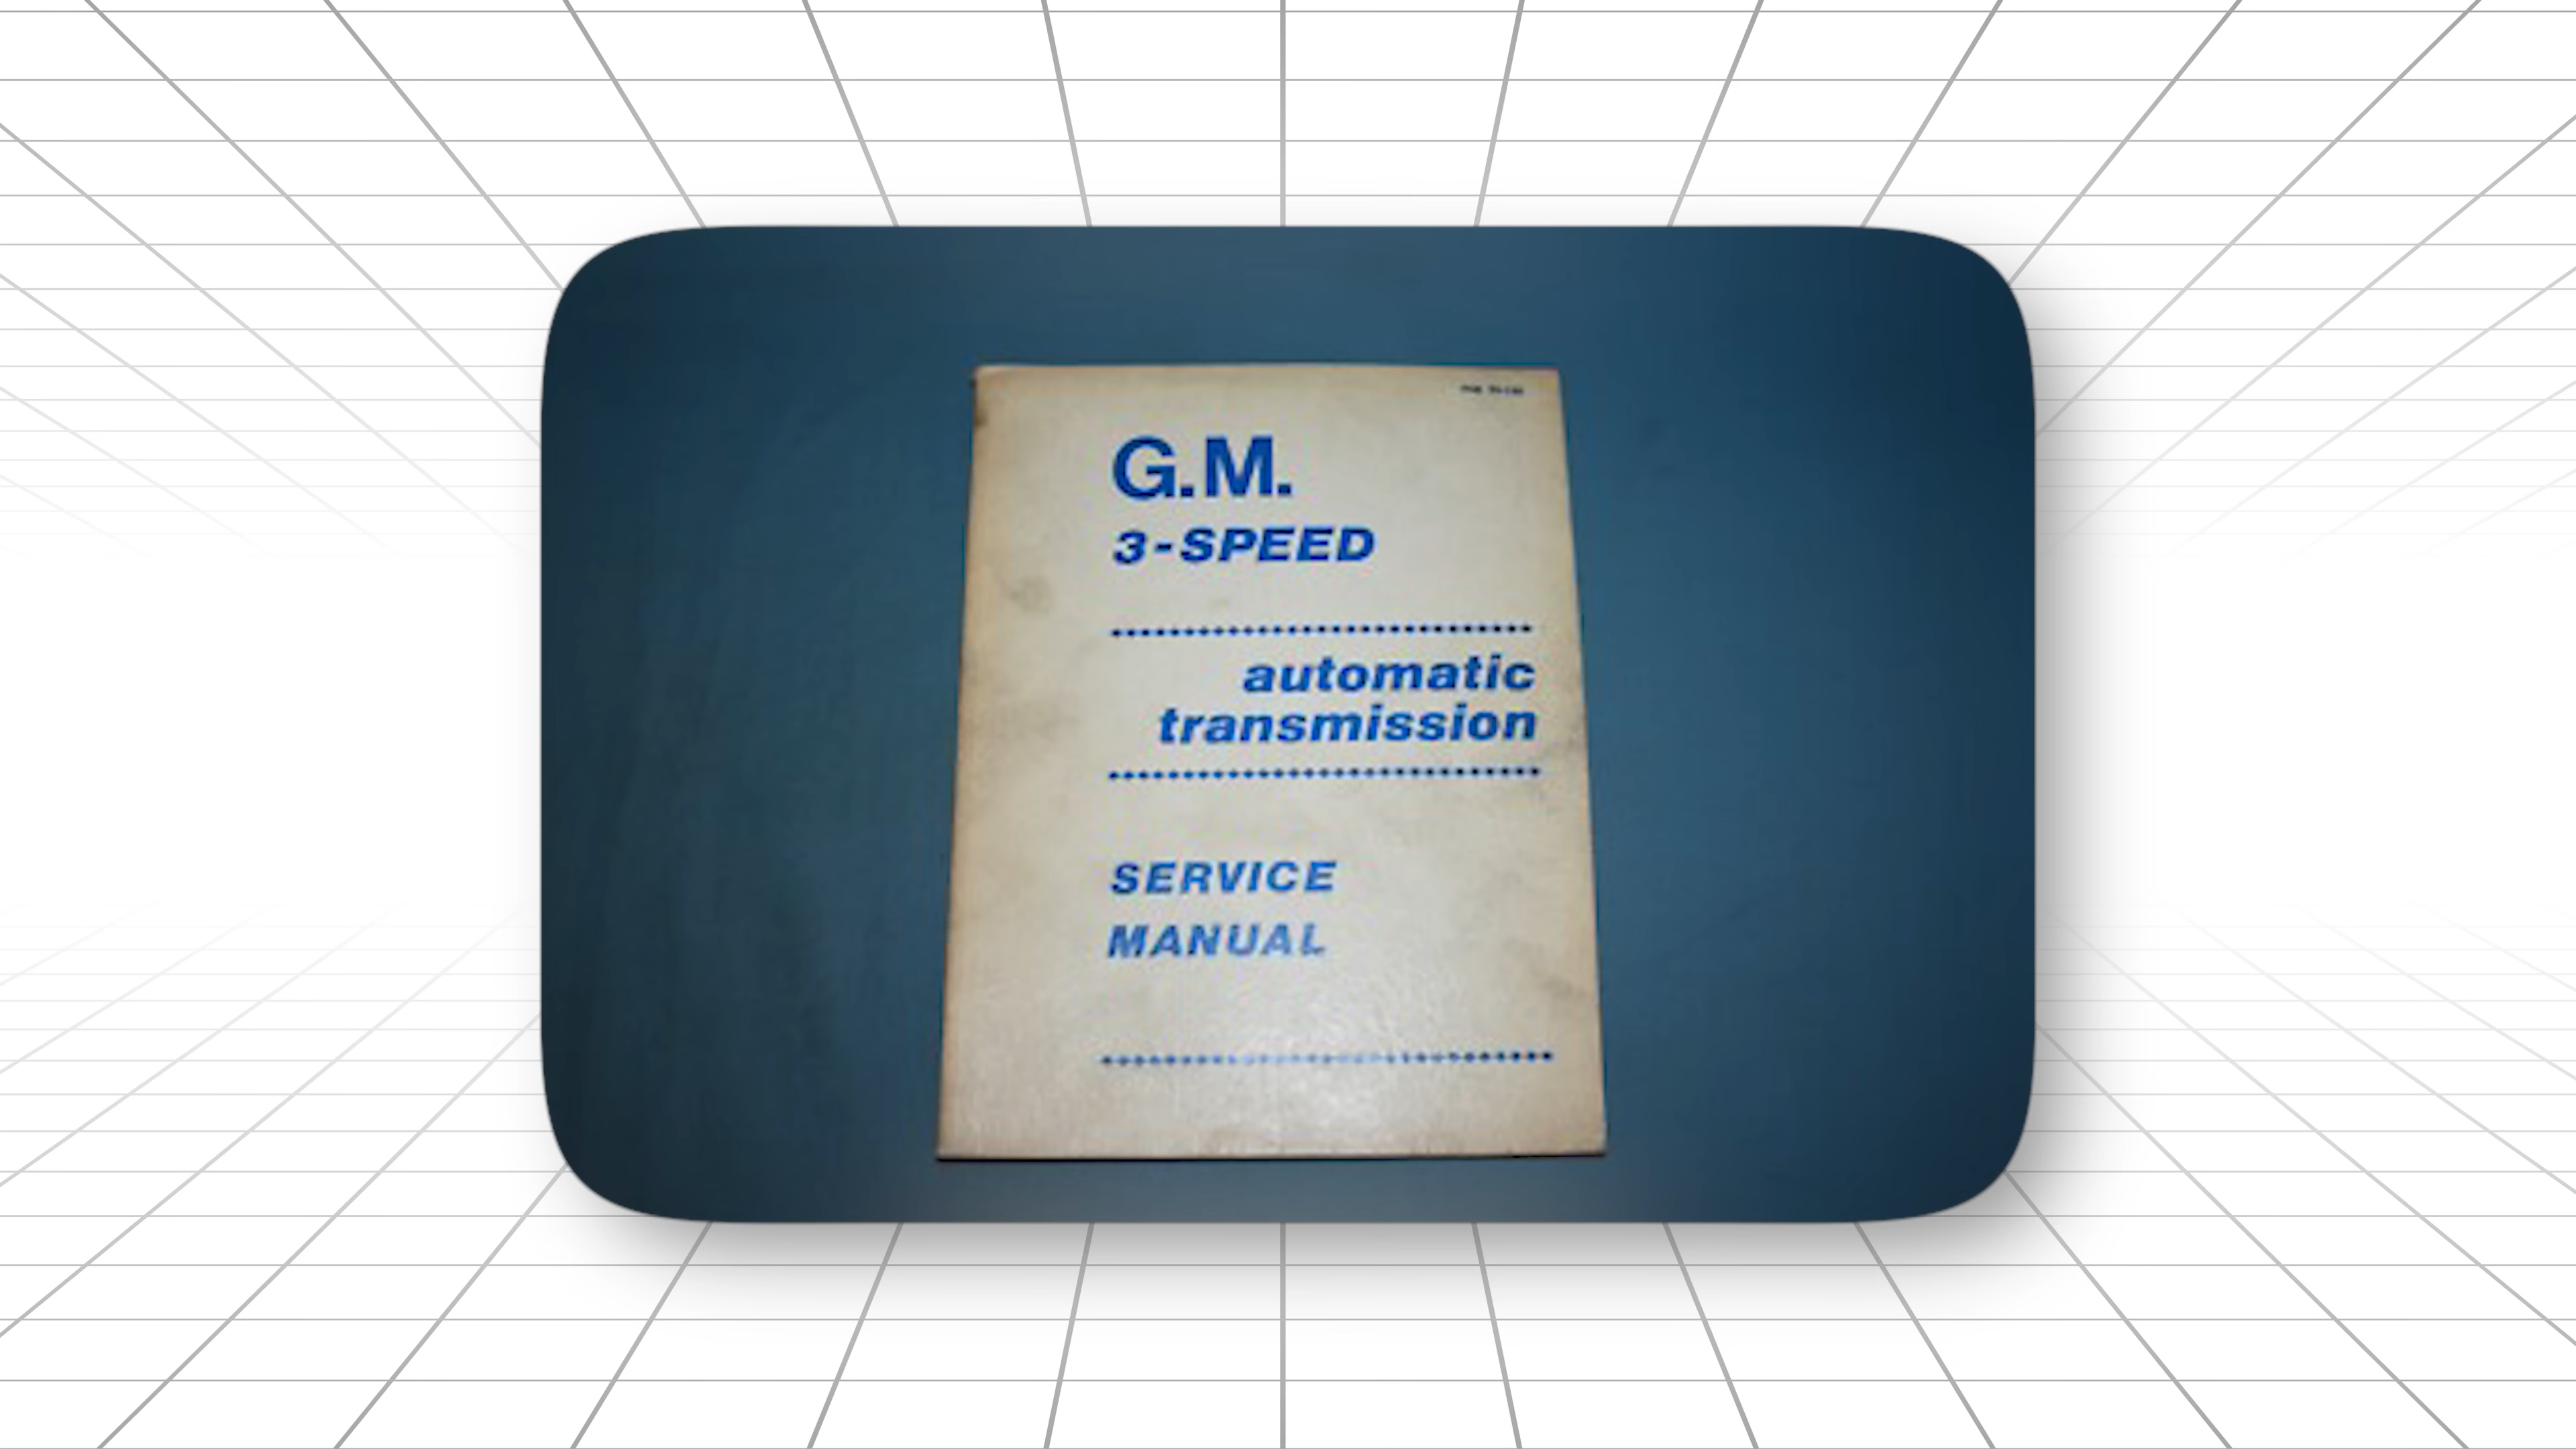 G.M.
3-SPEED
automatic
transmission
SERVICE
MANUAL